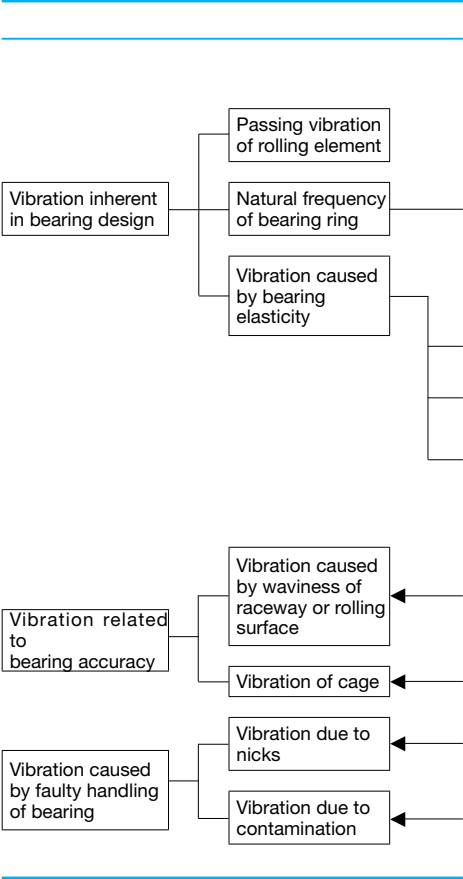 Passing vibration
of rolling element
Vibration inherent
in bearing design
Natural frequency
of bearing ring
Vibration caused
by bearing
elasticity
Vibration caused
by waviness of
raceway or rolling
surface
Vibration related
to
bearing accuracy
Vibration of cage
Vibration due to
nicks
Vibration caused
by faulty handling
of bearing
Vibration due to
contamination